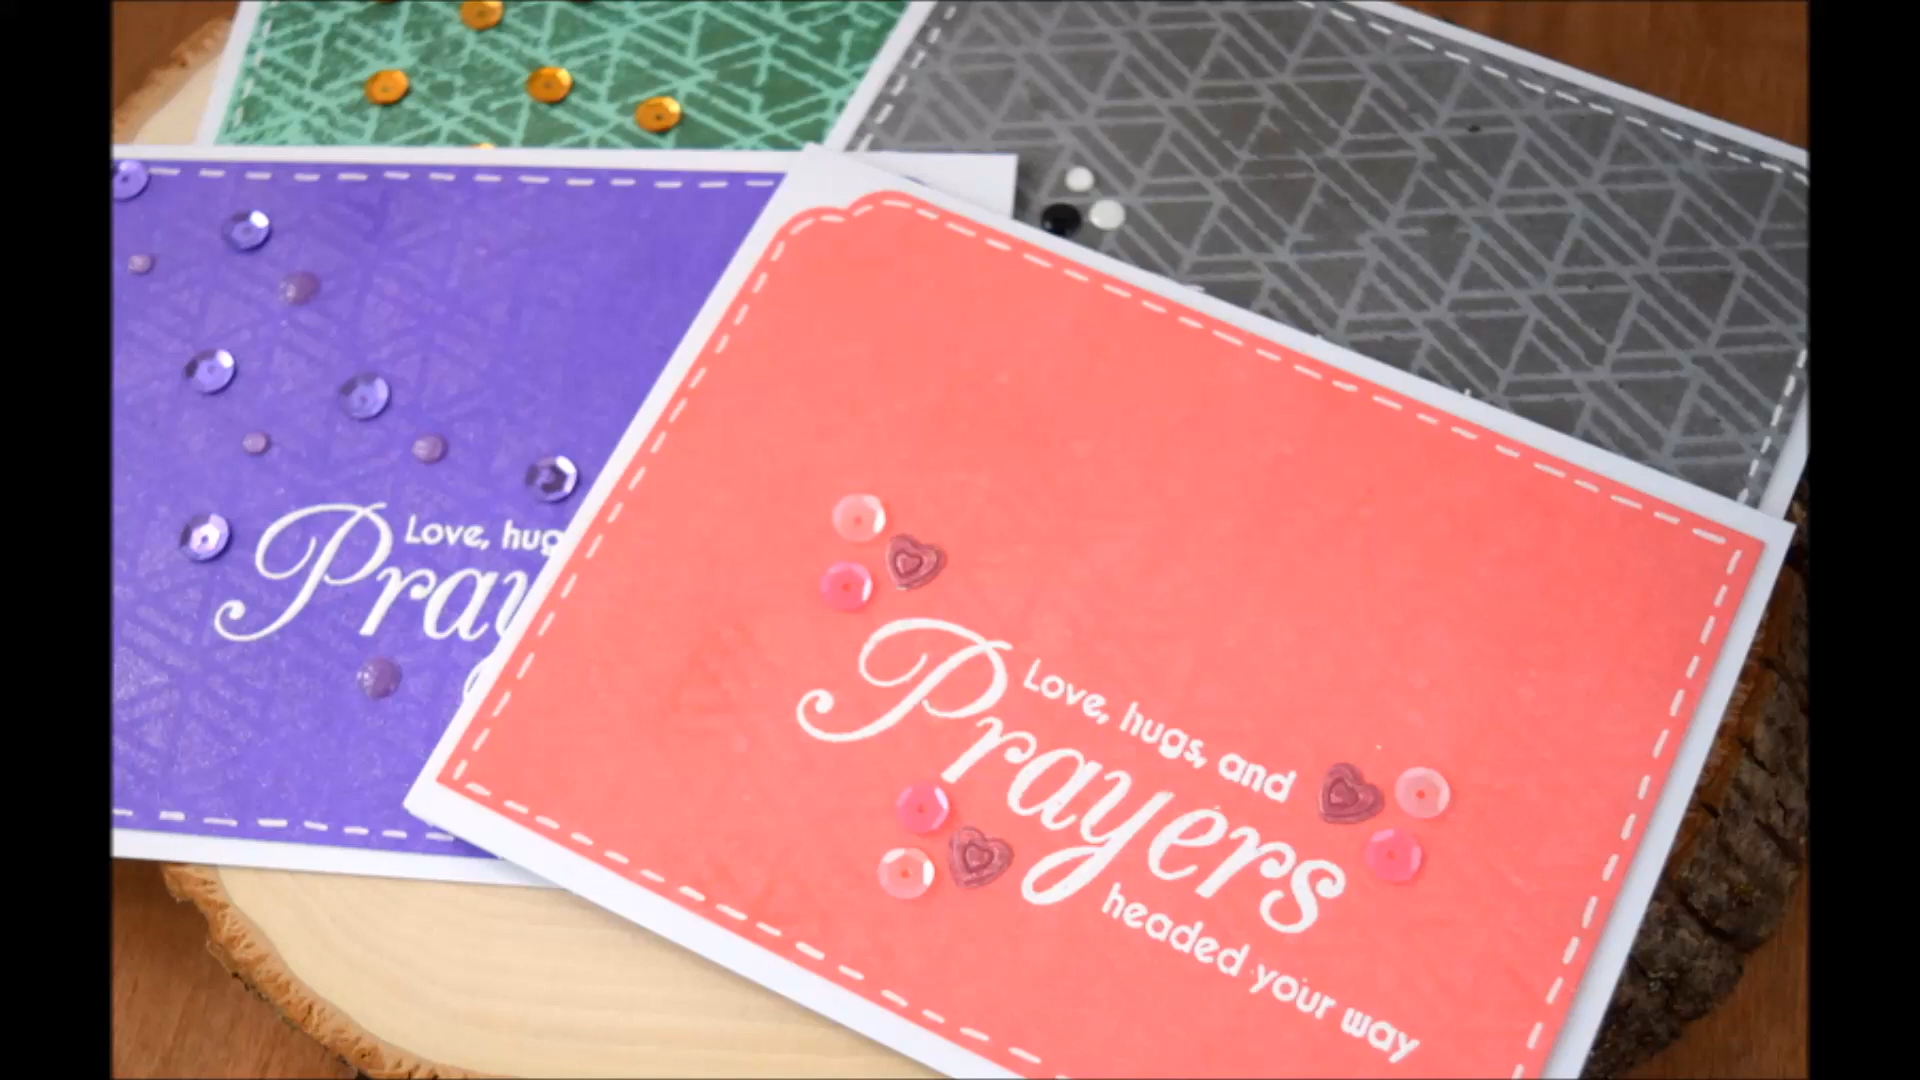 Love, hugs, and
Prayers
headed your way
Love, hug
Pray